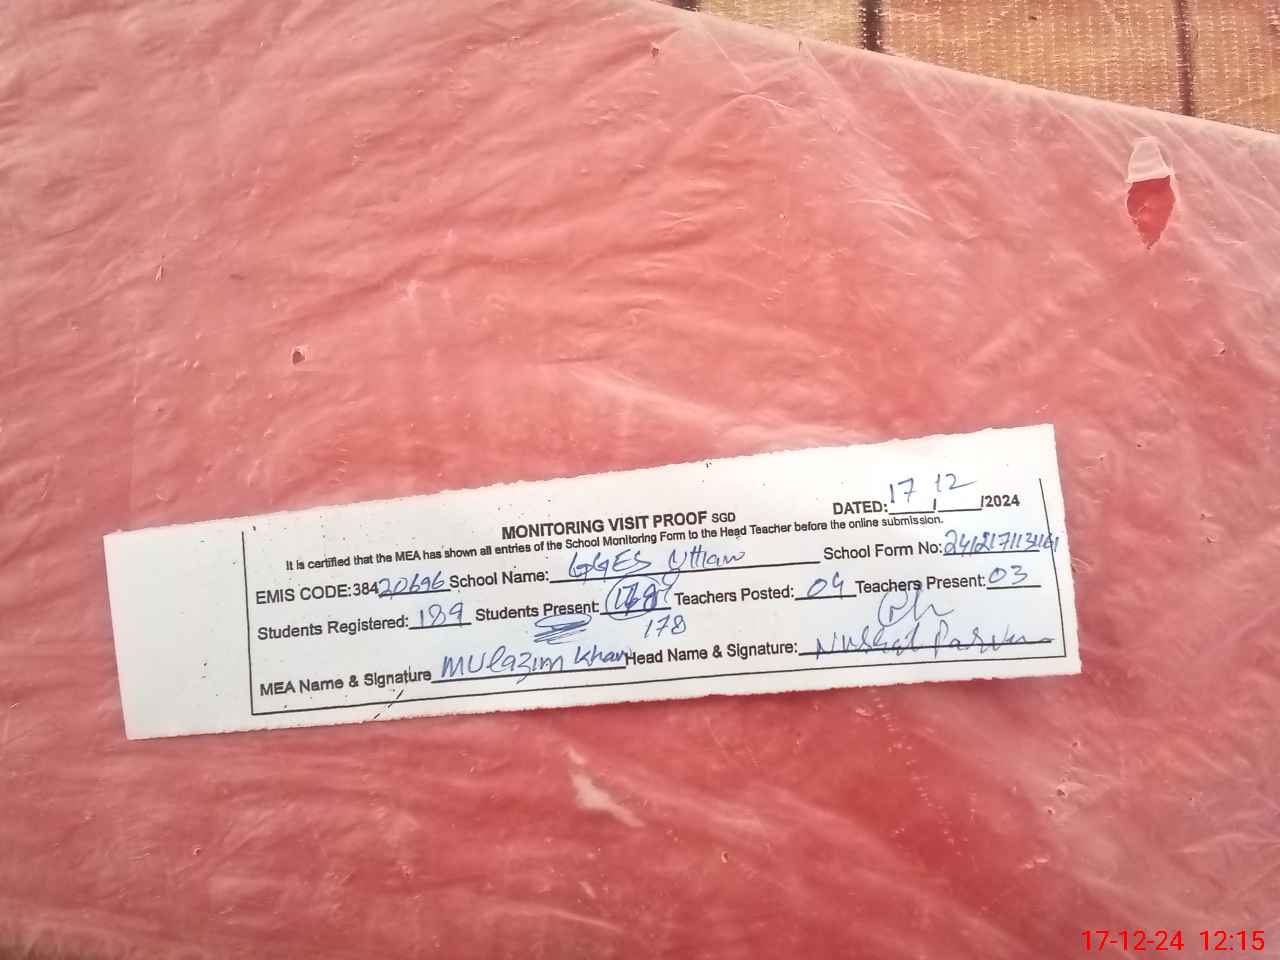 DATED: 17/12/2024
MONITORING VISIT PROOF SGD
It is certified that the MEA has shown all entries of the School Monitoring Form to the Head Teacher before the online submission.
EMIS CODE:38420696 School Name: GGES School Form No:
Students Registered: 189 Students Present: 178 Teachers Posted: 04 Teachers Present: 03
MEA Name & Signature Mulazim Khan Head Name & Signature: Nusrat Parveen
17-12-24 12:15